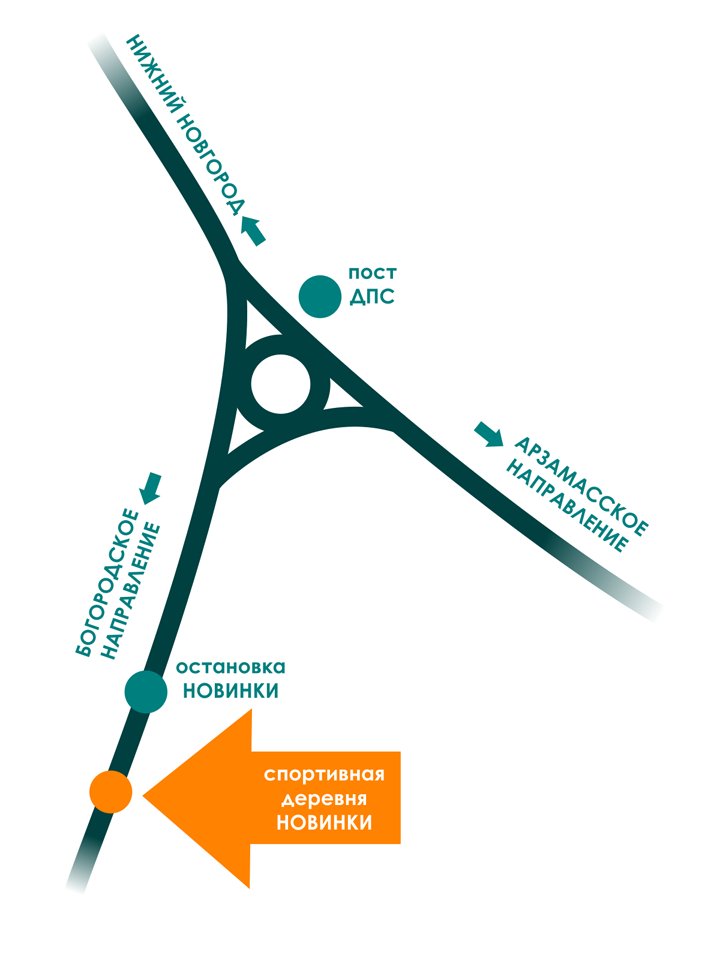 НИЖНИЙ НОВГОРОД
пост
ДПС
АРЗАМАССКОЕ
НАПРАВЛЕНИЕ
БОГОРОДСКОЕ
НАПРАВЛЕНИЕ
остановка
НОВИНКИ
спортивная
деревня
НОВИНКИ